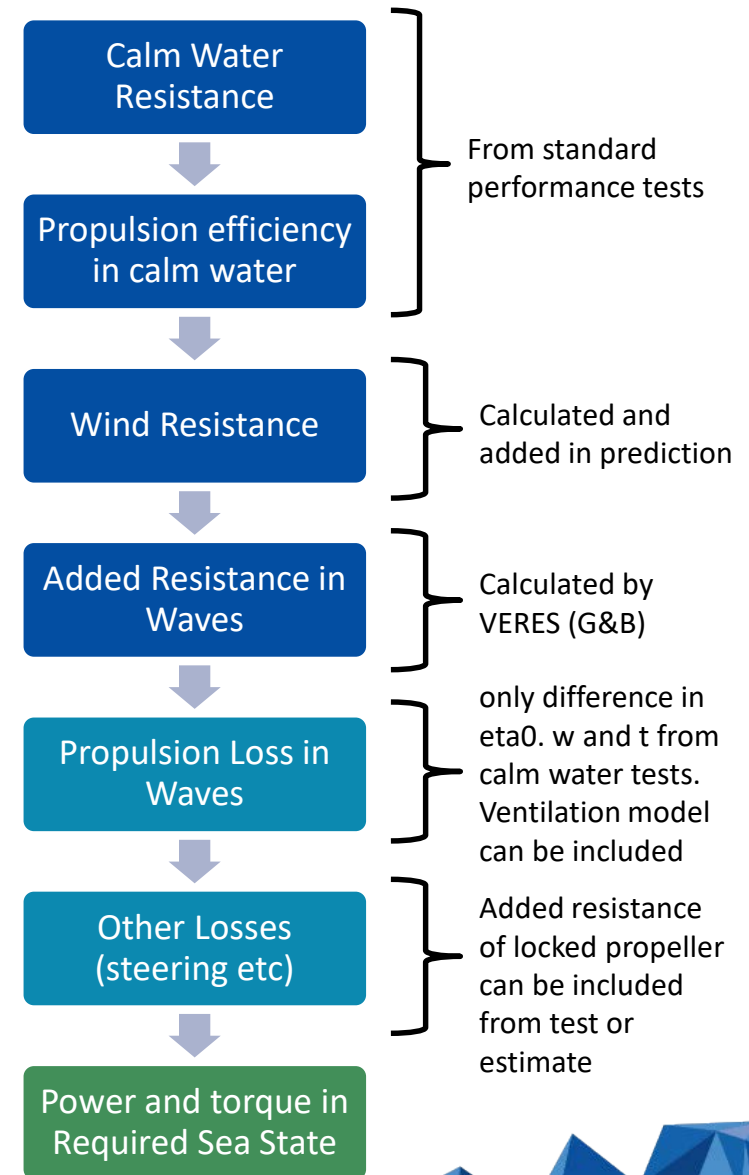 Calm Water
Resistance
From standard
performance tests
Propulsion efficiency
in calm water
Wind Resistance
Calculated and
added in prediction
Added Resistance in
Waves
Calculated by
VERES (G&B)
Propulsion Loss in
Waves
only difference in
eta0. w and t from
calm water tests.
Ventilation model
can be included
Other Losses
(steering etc)
Added resistance
of locked propeller
can be included
from test or
estimate
Power and torque in
Required Sea State